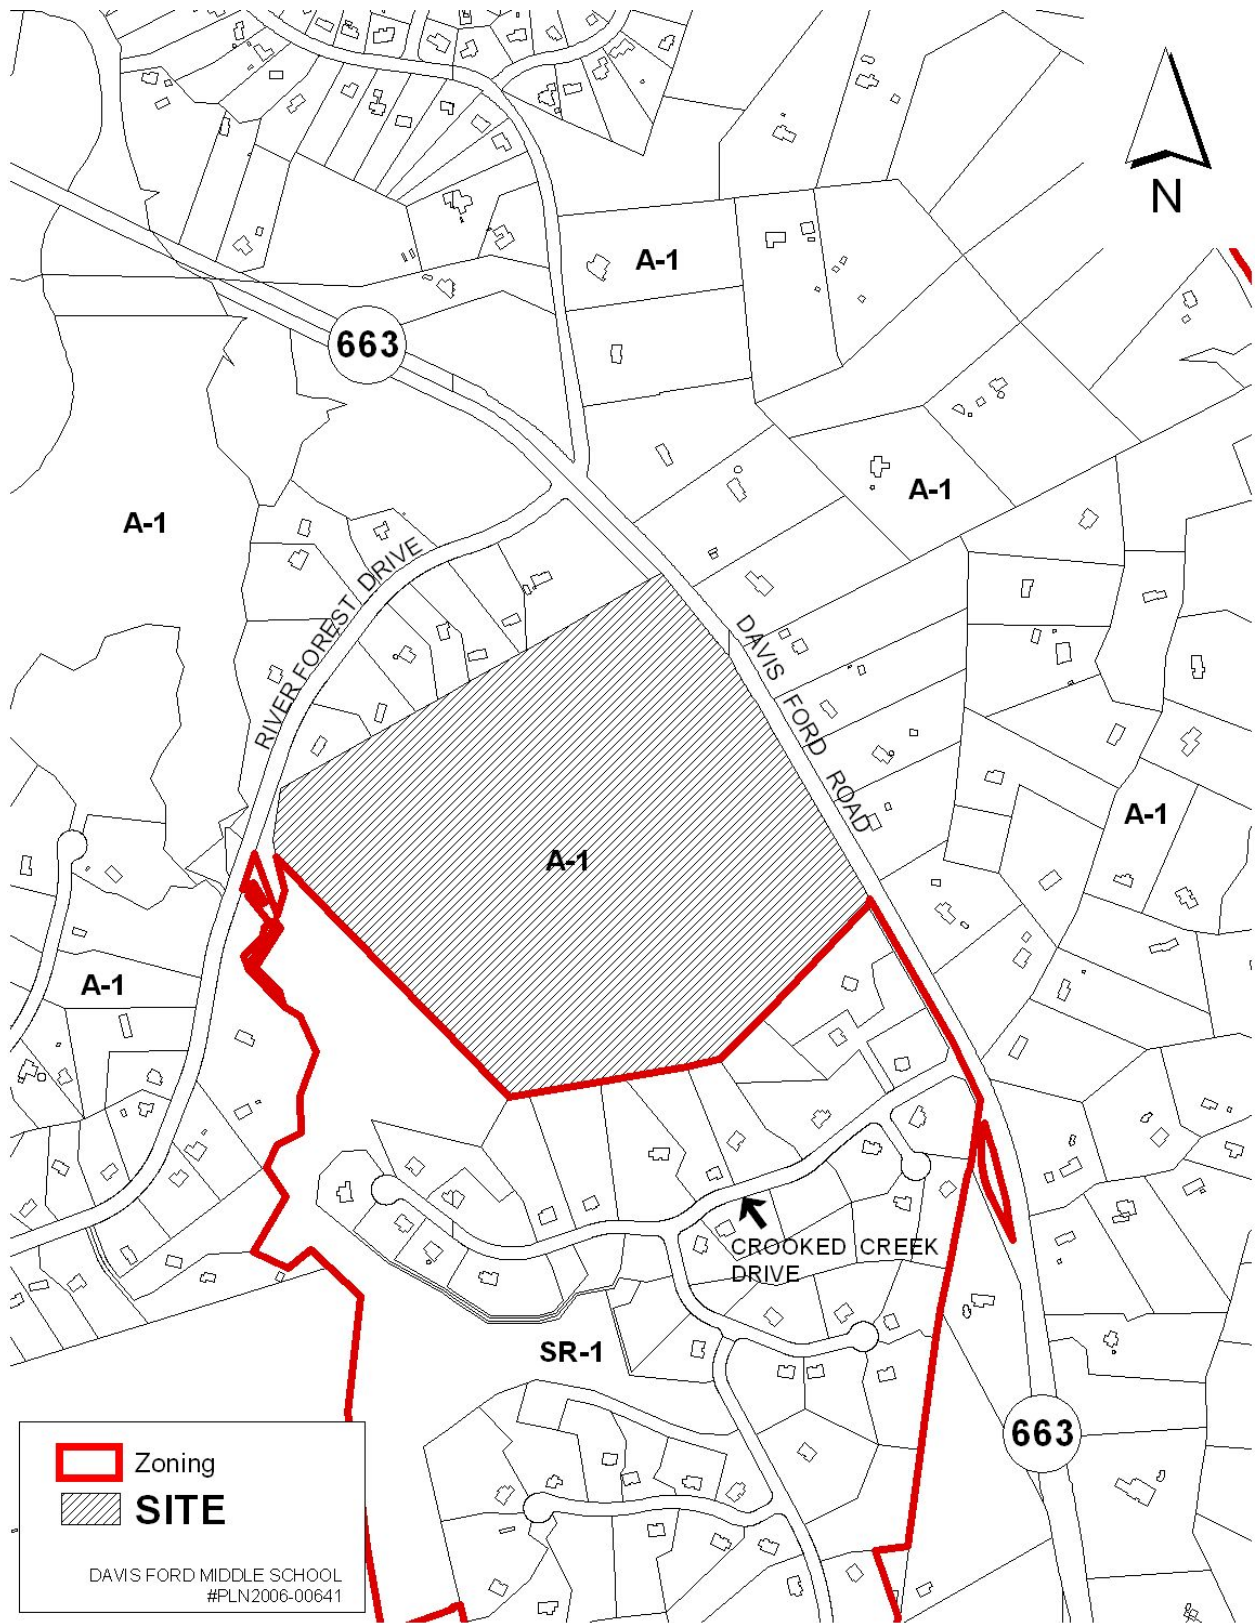 N
A-1
663
A-1
A-1
RIVER FOREST DRIVE
DAVIS FORD ROAD
A-1
A-1
A-1
CROOKED CREEK
DRIVE
SR-1
663
Zoning
SITE
DAVIS FORD MIDDLE SCHOOL
#PLN2006-00641